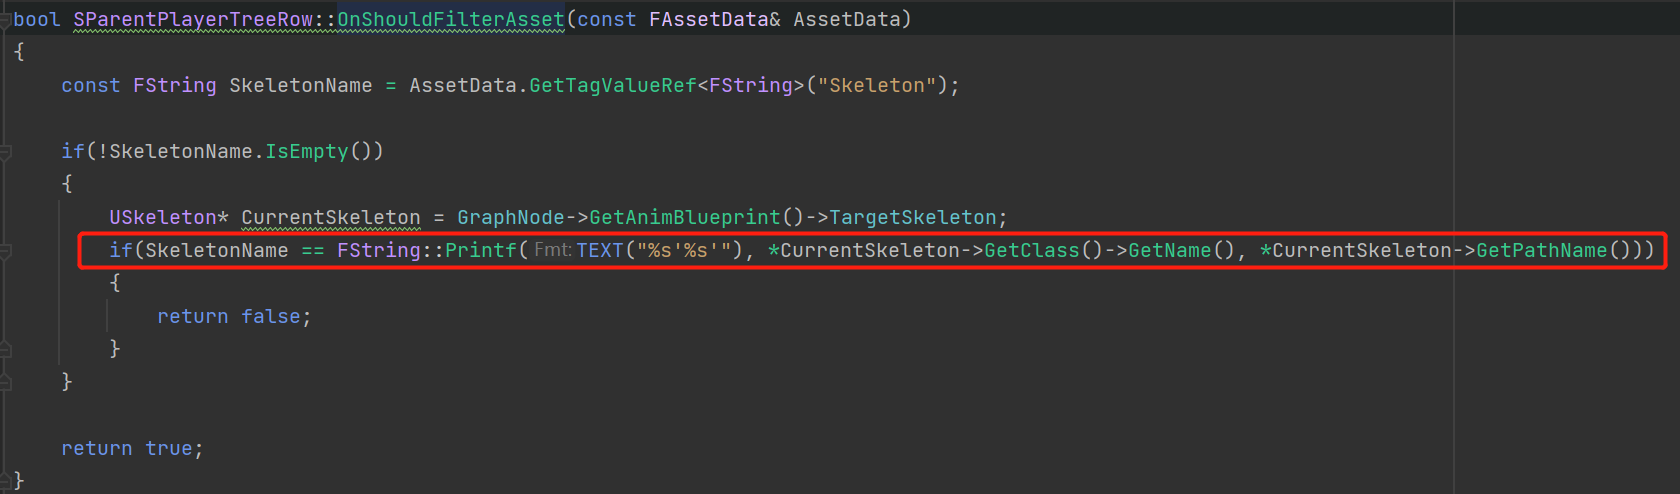 bool SParentPlayerTreeRow::OnShouldFilterAsset(const FAssetData& AssetData)
{
    const FString SkeletonName = AssetData.GetTagValueRef<FString>("Skeleton");
    if(!SkeletonName.IsEmpty())
    {
        USkeleton* CurrentSkeleton = GraphNode->GetAnimBlueprint()->TargetSkeleton;
        if(SkeletonName == FString::Printf( Fmt: TEXT("%s'%s'"), *CurrentSkeleton->GetClass()->GetName(), *CurrentSkeleton->GetPathName()))
        {
            return false;
        }
    }
    return true;
}